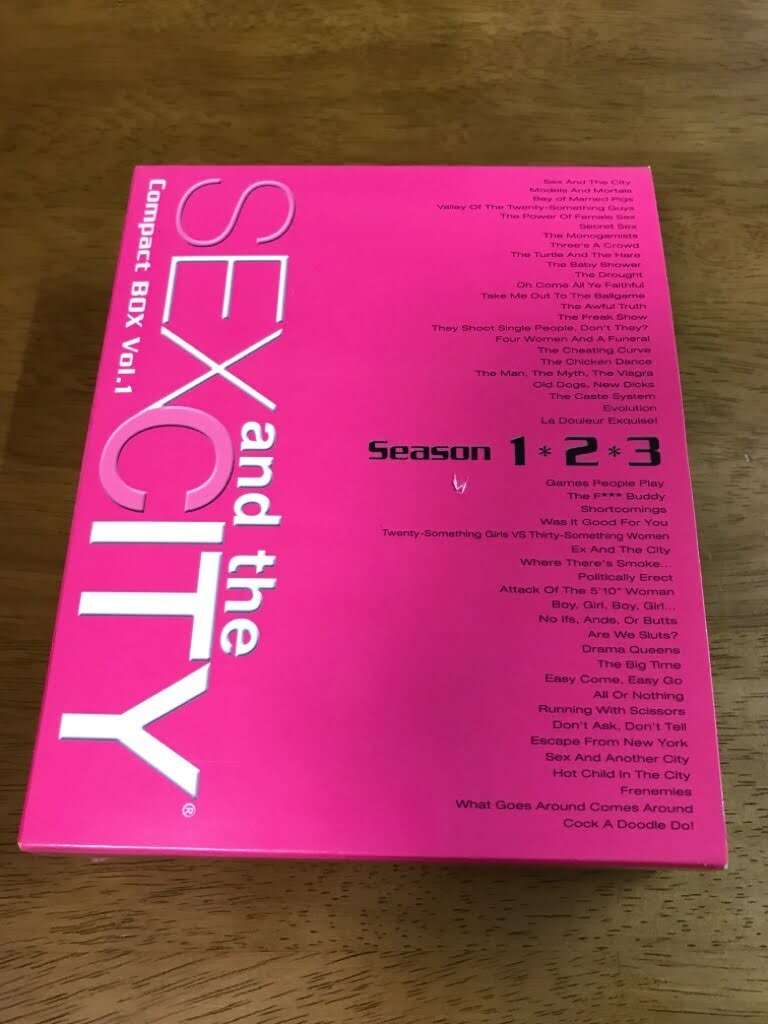 SEX and the CITY®
Compact BOX Vol.1
Sex And The City
Models And Mortals
Bay of Married Pigs
Valley Of The Twenty-Something Guys
The Power Of Female Sex
Secret Sex
The Monogamists
Three's A Crowd
The Turtle And The Hare
The Baby Shower
The Drought
Oh Come All Ye Faithful
Take Me Out To The Ballgame
The Awful Truth
The Freak Show
They Shoot Single People, Don't They?
Four Women And A Funeral
The Cheating Curve
The Chicken Dance
The Man, The Myth, The Viagra
Old Dogs, New Dicks
The Caste System
Evolution
La Douleur Exquise!
Season 1*2*3
Games People Play
The F*** Buddy
Shortcomings
Was It Good For You
Twenty-Something Girls VS Thirty-Something Women
Ex And The City
Where There's Smoke...
Politically Erect
Attack Of The 5'10" Woman
Boy, Girl, Boy, Girl...
No Ifs, Ands, Or Butts
Are We Sluts?
Drama Queens
The Big Time
Easy Come, Easy Go
All Or Nothing
Running With Scissors
Don't Ask, Don't Tell
Escape From New York
Sex And Another City
Hot Child In The City
Frenemies
What Goes Around Comes Around
Cock A Doodle Do!